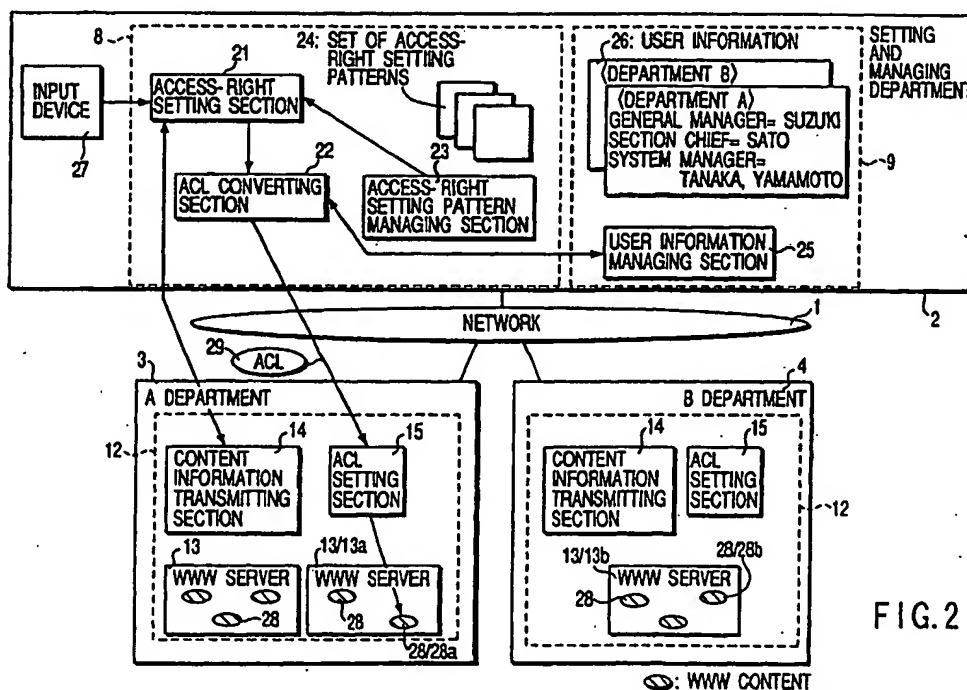 8
24: SET OF ACCESS-
RIGHT SETTING
PATTERNS
26: USER INFORMATION
SETTING
AND
MANAGING
DEPARTMENT
INPUT
DEVICE
27
21
ACCESS-RIGHT
SETTING SECTION
〈DEPARTMENT B〉
〈DEPARTMENT A〉
GENERAL MANAGER= SUZUKI
SECTION CHIEF= SATO
SYSTEM MANAGER=
TANAKA, YAMAMOTO
9
22
ACL CONVERTING
SECTION
23
ACCESS-RIGHT
SETTING PATTERN
MANAGING SECTION
USER INFORMATION
MANAGING SECTION
25
2
NETWORK
1
29
ACL
3
A DEPARTMENT
12
14
CONTENT
INFORMATION
TRANSMITTING
SECTION
15
ACL
SETTING
SECTION
13
WWW SERVER
28
13/13a
WWW SERVER
28
28/28a
4
B DEPARTMENT
14
CONTENT
INFORMATION
TRANSMITTING
SECTION
15
ACL
SETTING
SECTION
12
13/13b
WWW SERVER
28/28b
28
FIG.2
: WWW CONTENT